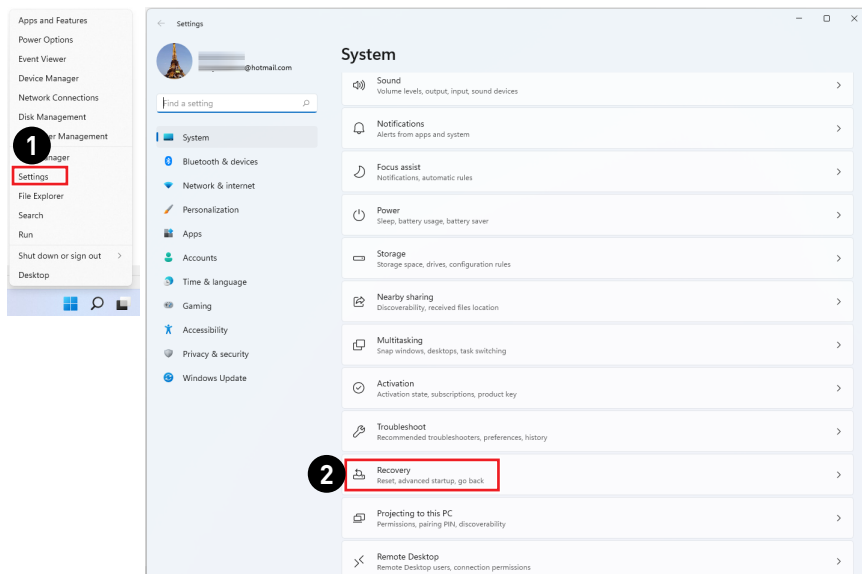 Apps and Features
Power Options
Event Viewer
Device Manager
Network Connections
Disk Management
Management
1
Settings
File Explorer
Search
Run
Shut down or sign out
Desktop
Settings
@hotmail.com
Find a setting
System
Bluetooth & devices
Network & internet
Personalization
Apps
Accounts
Time & language
Gaming
Accessibility
Privacy & security
Windows Update
System
Sound
Volume levels, output, input, sound devices
Notifications
Alerts from apps and system
Focus assist
Notifications, automatic rules
Power
Sleep, battery usage, battery saver
Storage
Storage space, drives, configuration rules
Nearby sharing
Discoverability, received files location
Multitasking
Snap windows, desktops, task switching
Activation
Activation state, subscriptions, product key
Troubleshoot
Recommended troubleshooters, preferences, history
2
Recovery
Reset, advanced startup, go back
Projecting to this PC
Permissions, pairing PIN, discoverability
Remote Desktop
Remote Desktop users, connection permissions